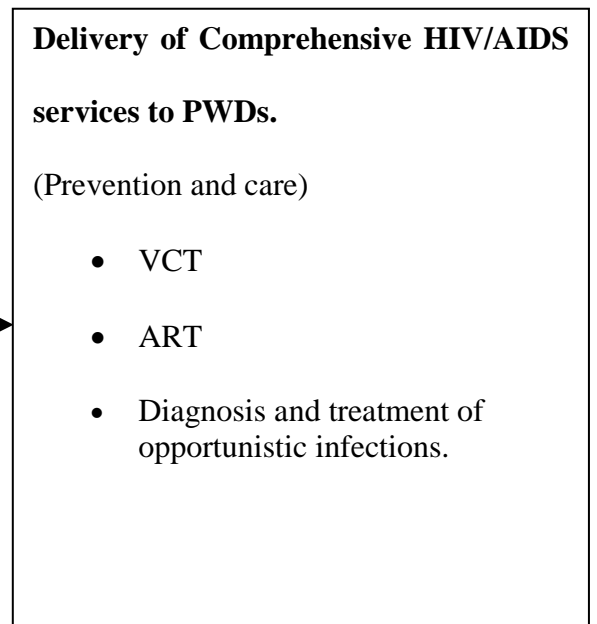 Delivery of Comprehensive HIV/AIDS
services to PWDs.
(Prevention and care)
• VCT
• ART
• Diagnosis and treatment of
opportunistic infections.